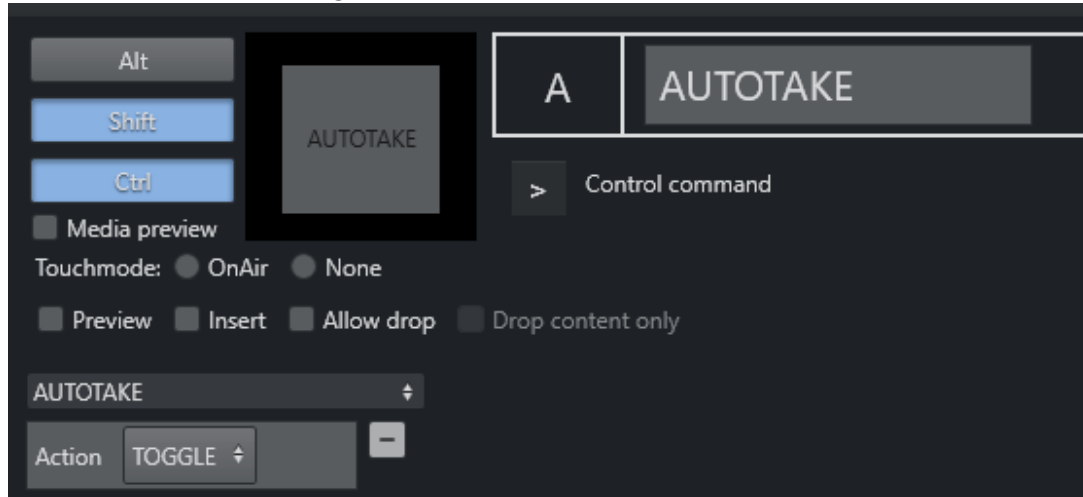 Alt
Shift
Ctrl
AUTOTAKE
A
AUTOTAKE
> Control command
Media preview
Touchmode: OnAir None
Preview Insert Allow drop Drop content only
AUTOTAKE
Action TOGGLE